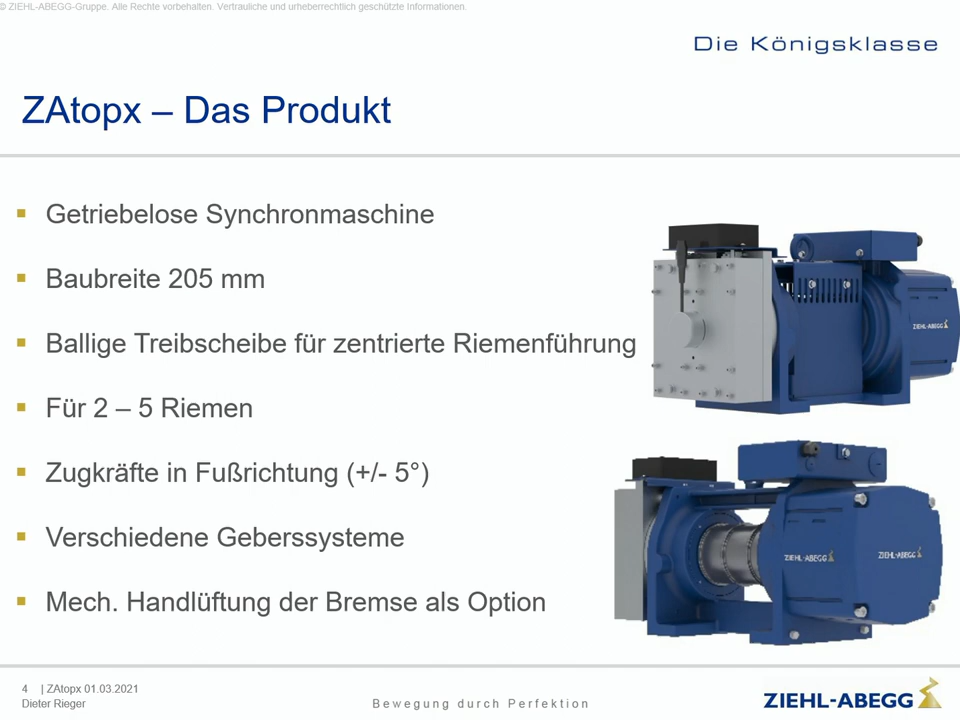 © ZIEHL-ABEGG-Gruppe. Alle Rechte vorbehalten. Vertrauliche und urheberrechtlich geschützte Informationen.
Die Königsklasse
ZAtopx – Das Produkt
Getriebelose Synchronmaschine
Baubreite 205 mm
Ballige Treibscheibe für zentrierte Riemenführung
Für 2 – 5 Riemen
Zugkräfte in Fußrichtung (+/- 5°)
Verschiedene Geberssysteme
Mech. Handlüftung der Bremse als Option
ZIEHL-ABEGG
ZIEHL-ABEGG
ZIEHL-ABEGG
4 | ZAtopx 01.03.2021
Dieter Rieger
Bewegung durch Perfektion
ZIEHL-ABEGG